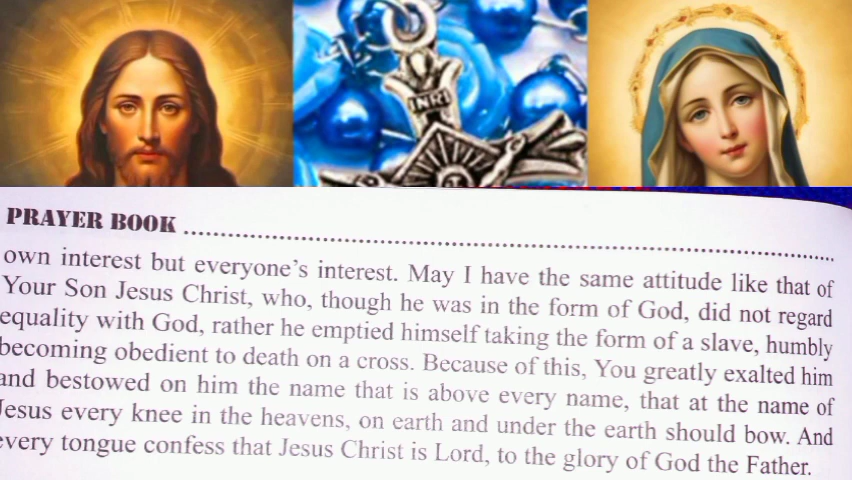 INRI
PRAYER BOOK ................................................................
own interest but everyone's interest. May I have the same attitude like that of
Your Son Jesus Christ, who, though he was in the form of God, did not regard
equality with God, rather he emptied himself taking the form of a slave, humbly
becoming obedient to death on a cross. Because of this, You greatly exalted him
and bestowed on him the name that is above every name, that at the name of
Jesus every knee in the heavens, on earth and under the earth should bow. And
every tongue confess that Jesus Christ is Lord, to the glory of God the Father.